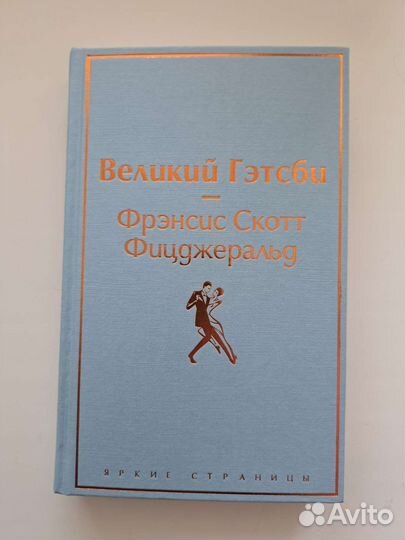 Великий Гэтсби
—
Фрэнсис Скотт
Фицджеральд
ЯРКИЕ СТРАНИЦЫ
Avito